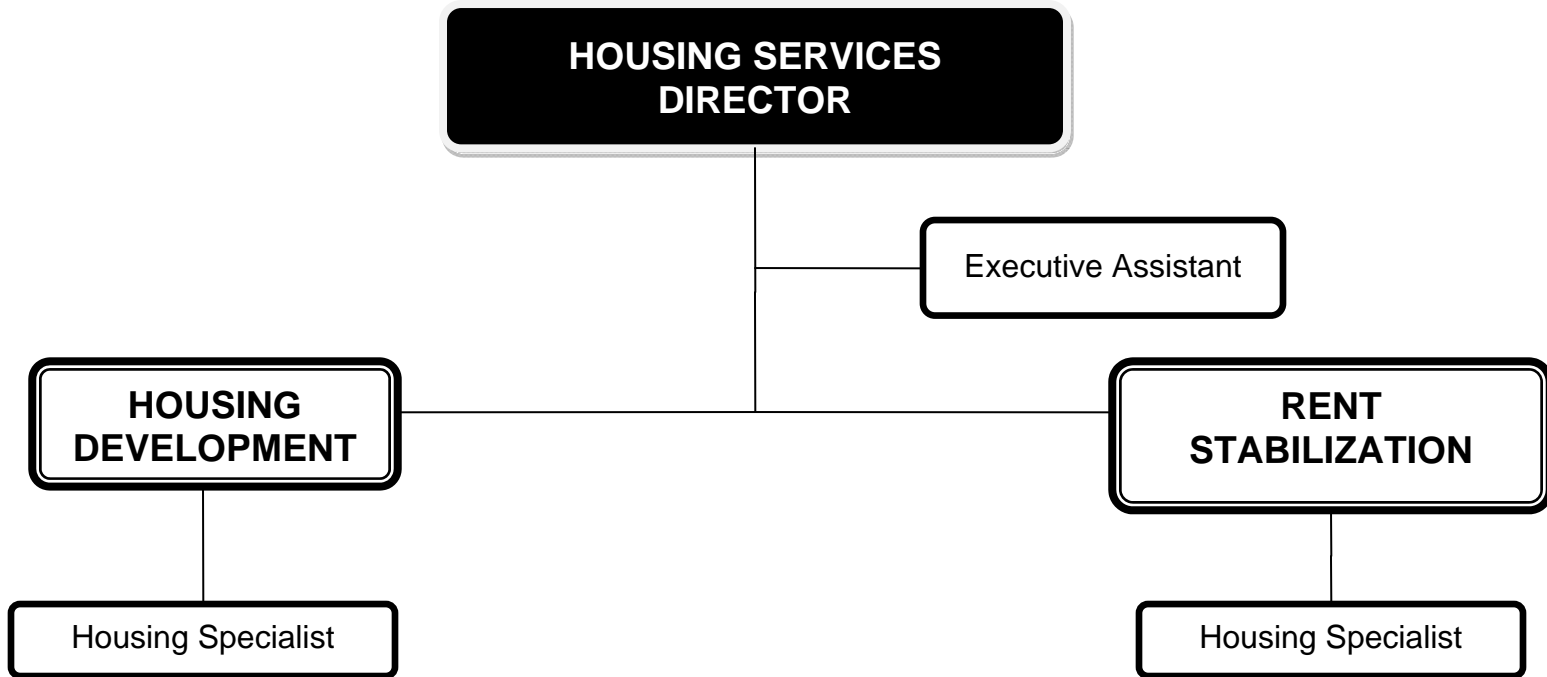 HOUSING SERVICES
DIRECTOR
Executive Assistant
HOUSING
DEVELOPMENT
RENT
STABILIZATION
Housing Specialist
Housing Specialist